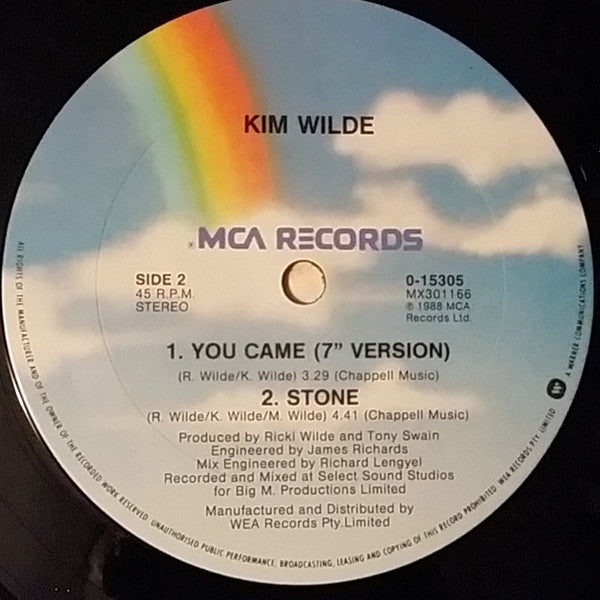 KIM WILDE
® MCA RECORDS
SIDE 2
45 R.P.M.
STEREO
0-15305
MX301166
℗ 1988 MCA
Records Ltd.
1. YOU CAME (7” VERSION)
(R. Wilde/K. Wilde) 3.29 (Chappell Music)
2. STONE
(R. Wilde/K. Wilde/M. Wilde) 4.41 (Chappell Music)
Produced by Ricki Wilde and Tony Swain
Engineered by James Richards
Mix Engineered by Richard Lengyel
Recorded and Mixed at Select Sound Studios
for Big M. Productions Limited
Manufactured and Distributed by
WEA Records Pty.Limited
ALL RIGHTS OF THE MANUFACTURER AND OF THE OWNER OF THE RECORDED WORK RESERVED. UNAUTHORISED PUBLIC PERFORMANCE, BROADCASTING, LEASING AND COPYING OF THIS RECORD PROHIBITED. WEA RECORDS PTY. LIMITED A WARNER COMMUNICATIONS COMPANY